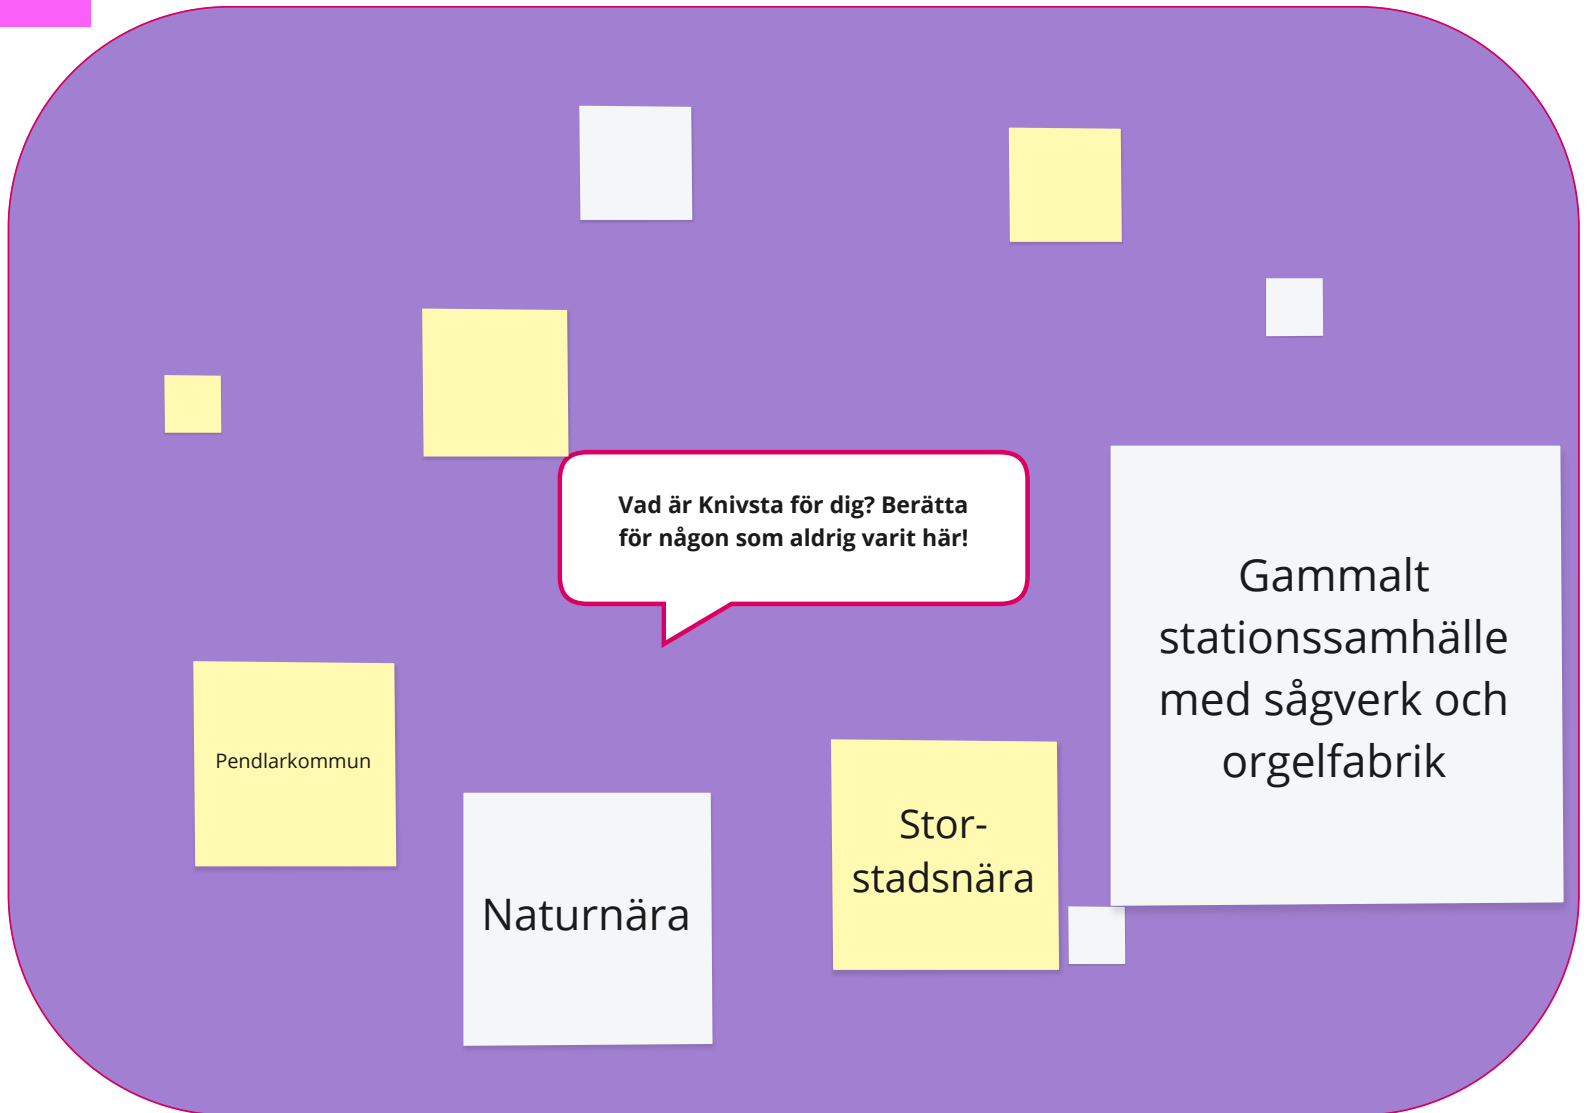 Vad är Knivsta för dig? Berätta
för någon som aldrig varit här!
Gammalt
stationssamhälle
med sågverk och
orgelfabrik
Pendlarkommun
Stor-
stadsnära
Naturnära